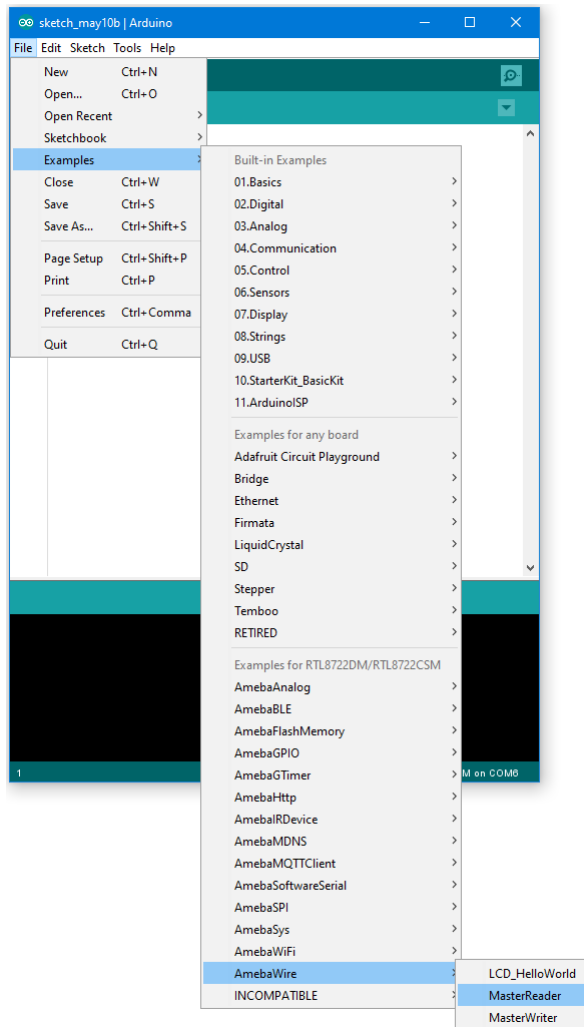 sketch_may10b | Arduino
File Edit Sketch Tools Help
New Ctrl+N
Open... Ctrl+O
Open Recent
Sketchbook
Examples
Close Ctrl+W
Save Ctrl+S
Save As... Ctrl+Shift+S
Page Setup Ctrl+Shift+P
Print Ctrl+P
Preferences Ctrl+Comma
Quit Ctrl+Q
Built-in Examples
01.Basics
02.Digital
03.Analog
04.Communication
05.Control
06.Sensors
07.Display
08.Strings
09.USB
10.StarterKit_BasicKit
11.ArduinoISP
Examples for any board
Adafruit Circuit Playground
Bridge
Ethernet
Firmata
LiquidCrystal
SD
Stepper
Temboo
RETIRED
Examples for RTL8722DM/RTL8722CSM
AmebaAnalog
AmebaBLE
AmebaFlashMemory
AmebaGPIO
AmebaGTimer
AmebaHttp
AmebaIRDevice
AmebaMDNS
AmebaMQTTClient
AmebaSoftwareSerial
AmebaSPI
AmebaSys
AmebaWiFi
AmebaWire
INCOMPATIBLE
LCD_HelloWorld
MasterReader
MasterWriter
1
M on COM6